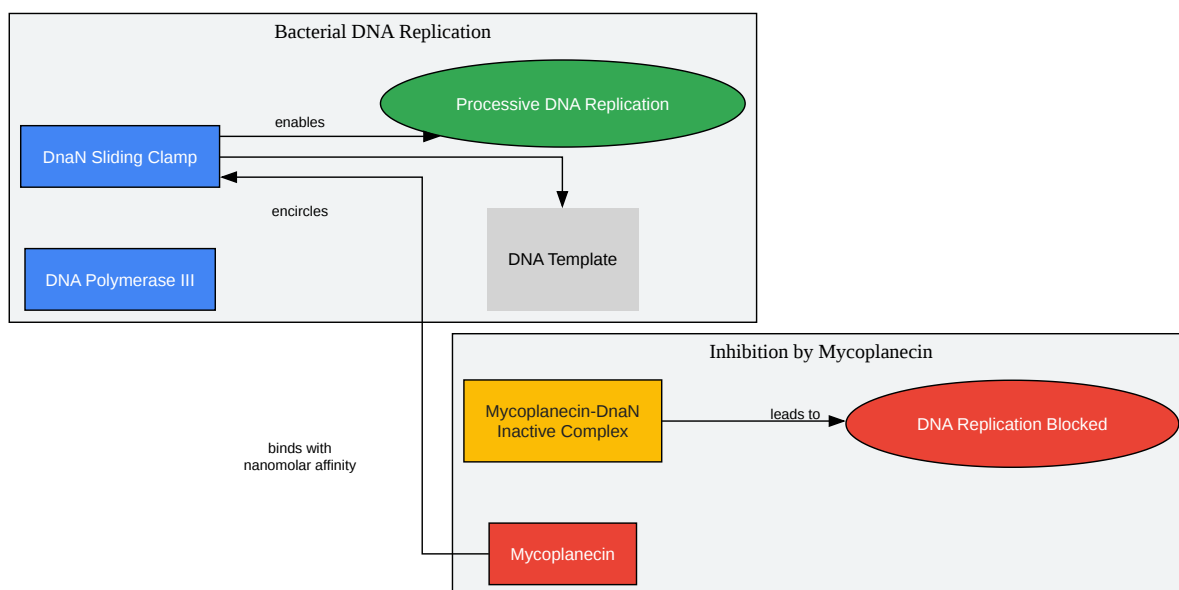 Bacterial DNA Replication
Processive DNA Replication
enables
DnaN Sliding Clamp
encircles
DNA Template
DNA Polymerase III
Inhibition by Mycoplanecin
Mycoplanecin-DnaN
Inactive Complex
leads to
DNA Replication Blocked
binds with
nanomolar affinity
Mycoplanecin